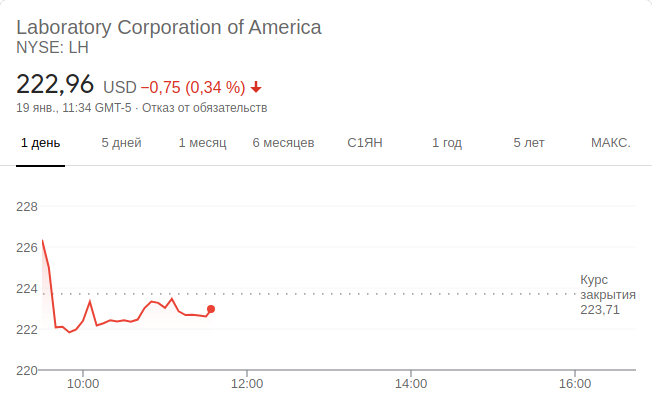 Laboratory Corporation of America
NYSE: LH
222,96 USD −0,75 (0,34 %)
19 янв., 11:34 GMT-5 · Отказ от обязательств
1 день 5 дней 1 месяц 6 месяцев С1ЯН 1 год 5 лет МАКС.
228
226
224
222
220
Курс
закрытия
223,71
10:00 12:00 14:00 16:00